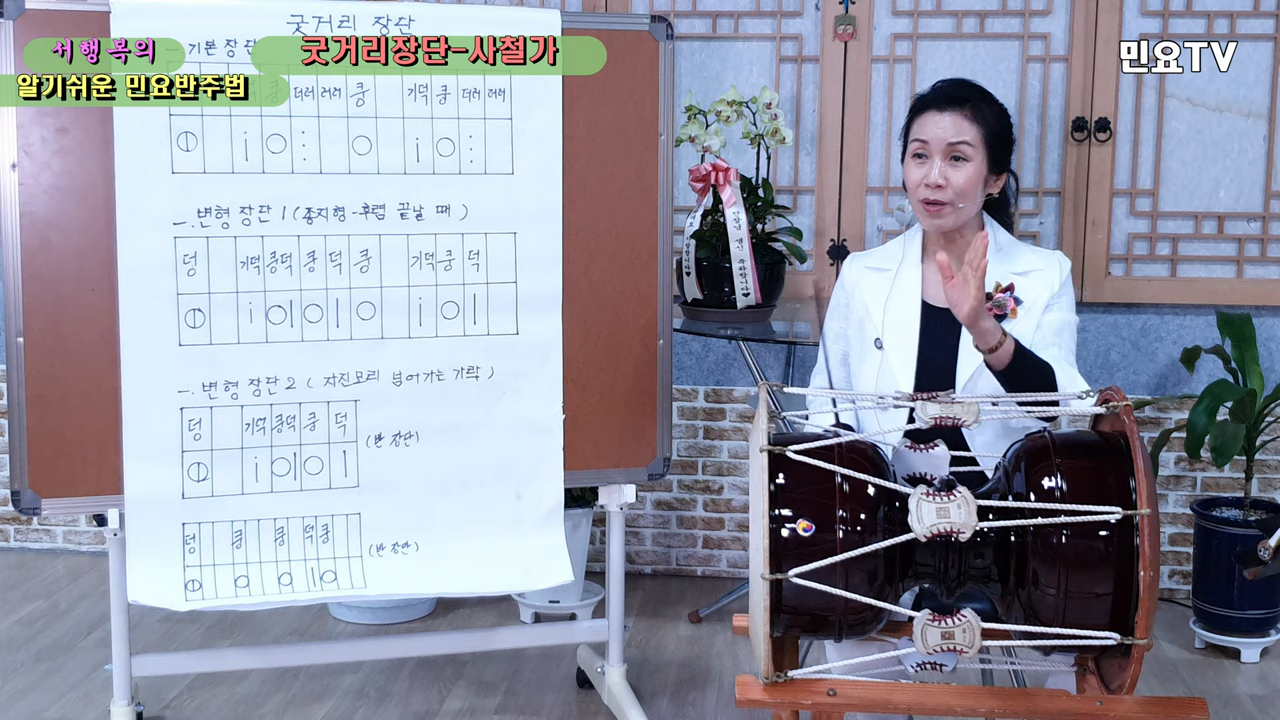 굿거리 장단
서행복의
굿거리장단-사철가
민요TV
기본 장단
알기쉬운 민요반주법
쿵 더러 러러 쿵 기덕 쿵 더러 러러
一. 변형 장단 1 (종지형-후렴 끝날 때)
덩 기덕 쿵덕 쿵 덕 쿵 기덕 쿵 덕
一. 변형 장단 2 (자진모리 넘어가는 가락)
덩 기덕 쿵덕 쿵 덕
(반 장단)
덩 쿵 쿵 덕 쿵
(반 장단)